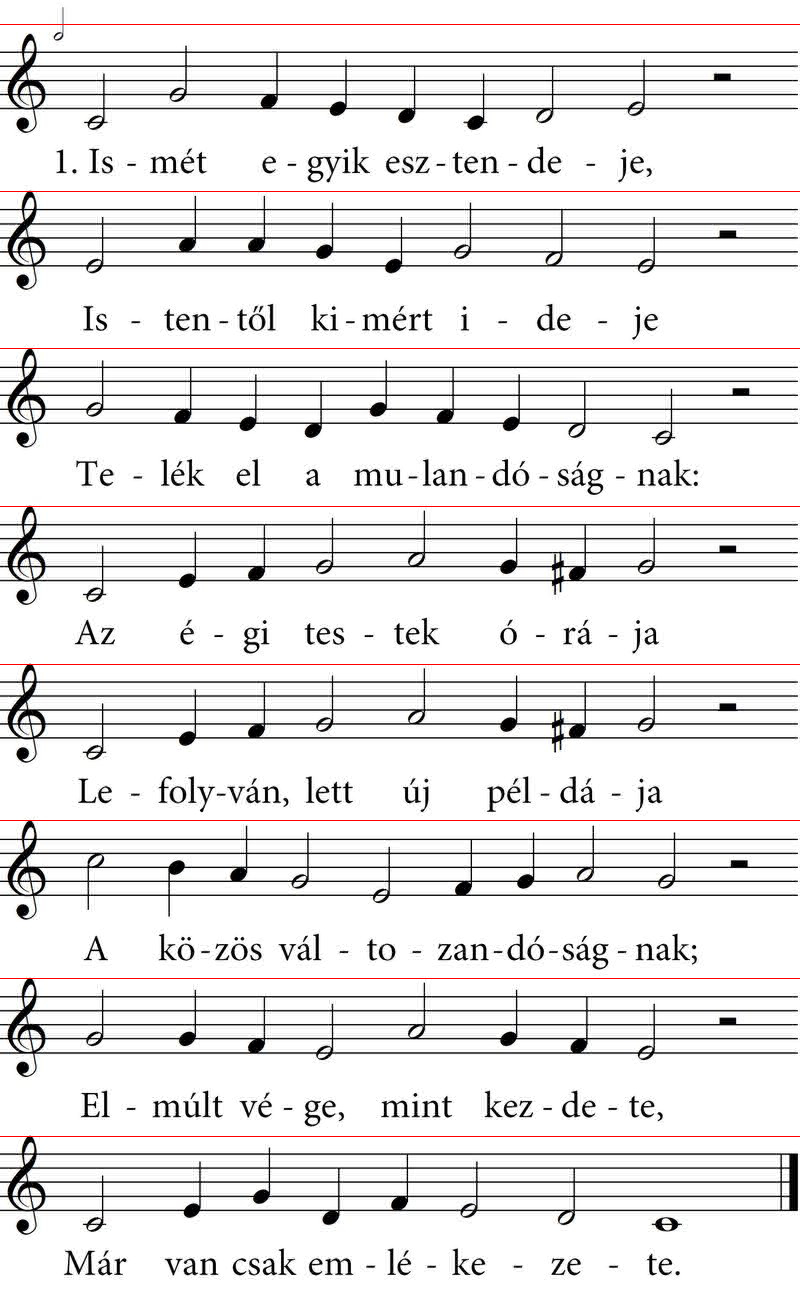 1. Is - mét e - gyik esz - ten - de - je,
Is - ten - től ki - mért i - de - je
Te - lék el a mu - lan - dó - ság - nak:
Az é - gi tes - tek ó - rá - ja
Le - foly - ván, lett új pél - dá - ja
A kö - zös vál - to - zan - dó - ság - nak;
El - múlt vé - ge, mint kez - de - te,
Már van csak em - lé - ke - ze - te.